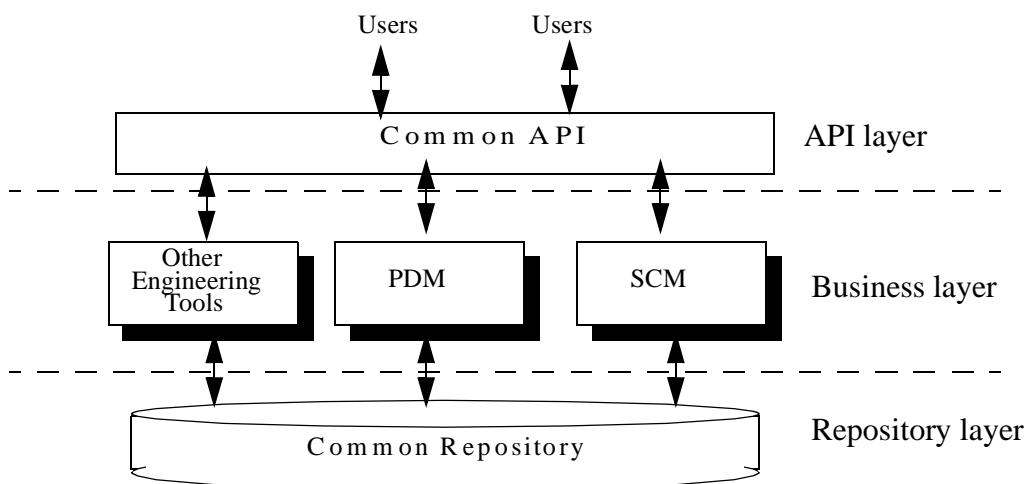 Users Users
Common API
API layer
Other
Engineering
Tools
PDM
SCM
Business layer
Common Repository
Repository layer